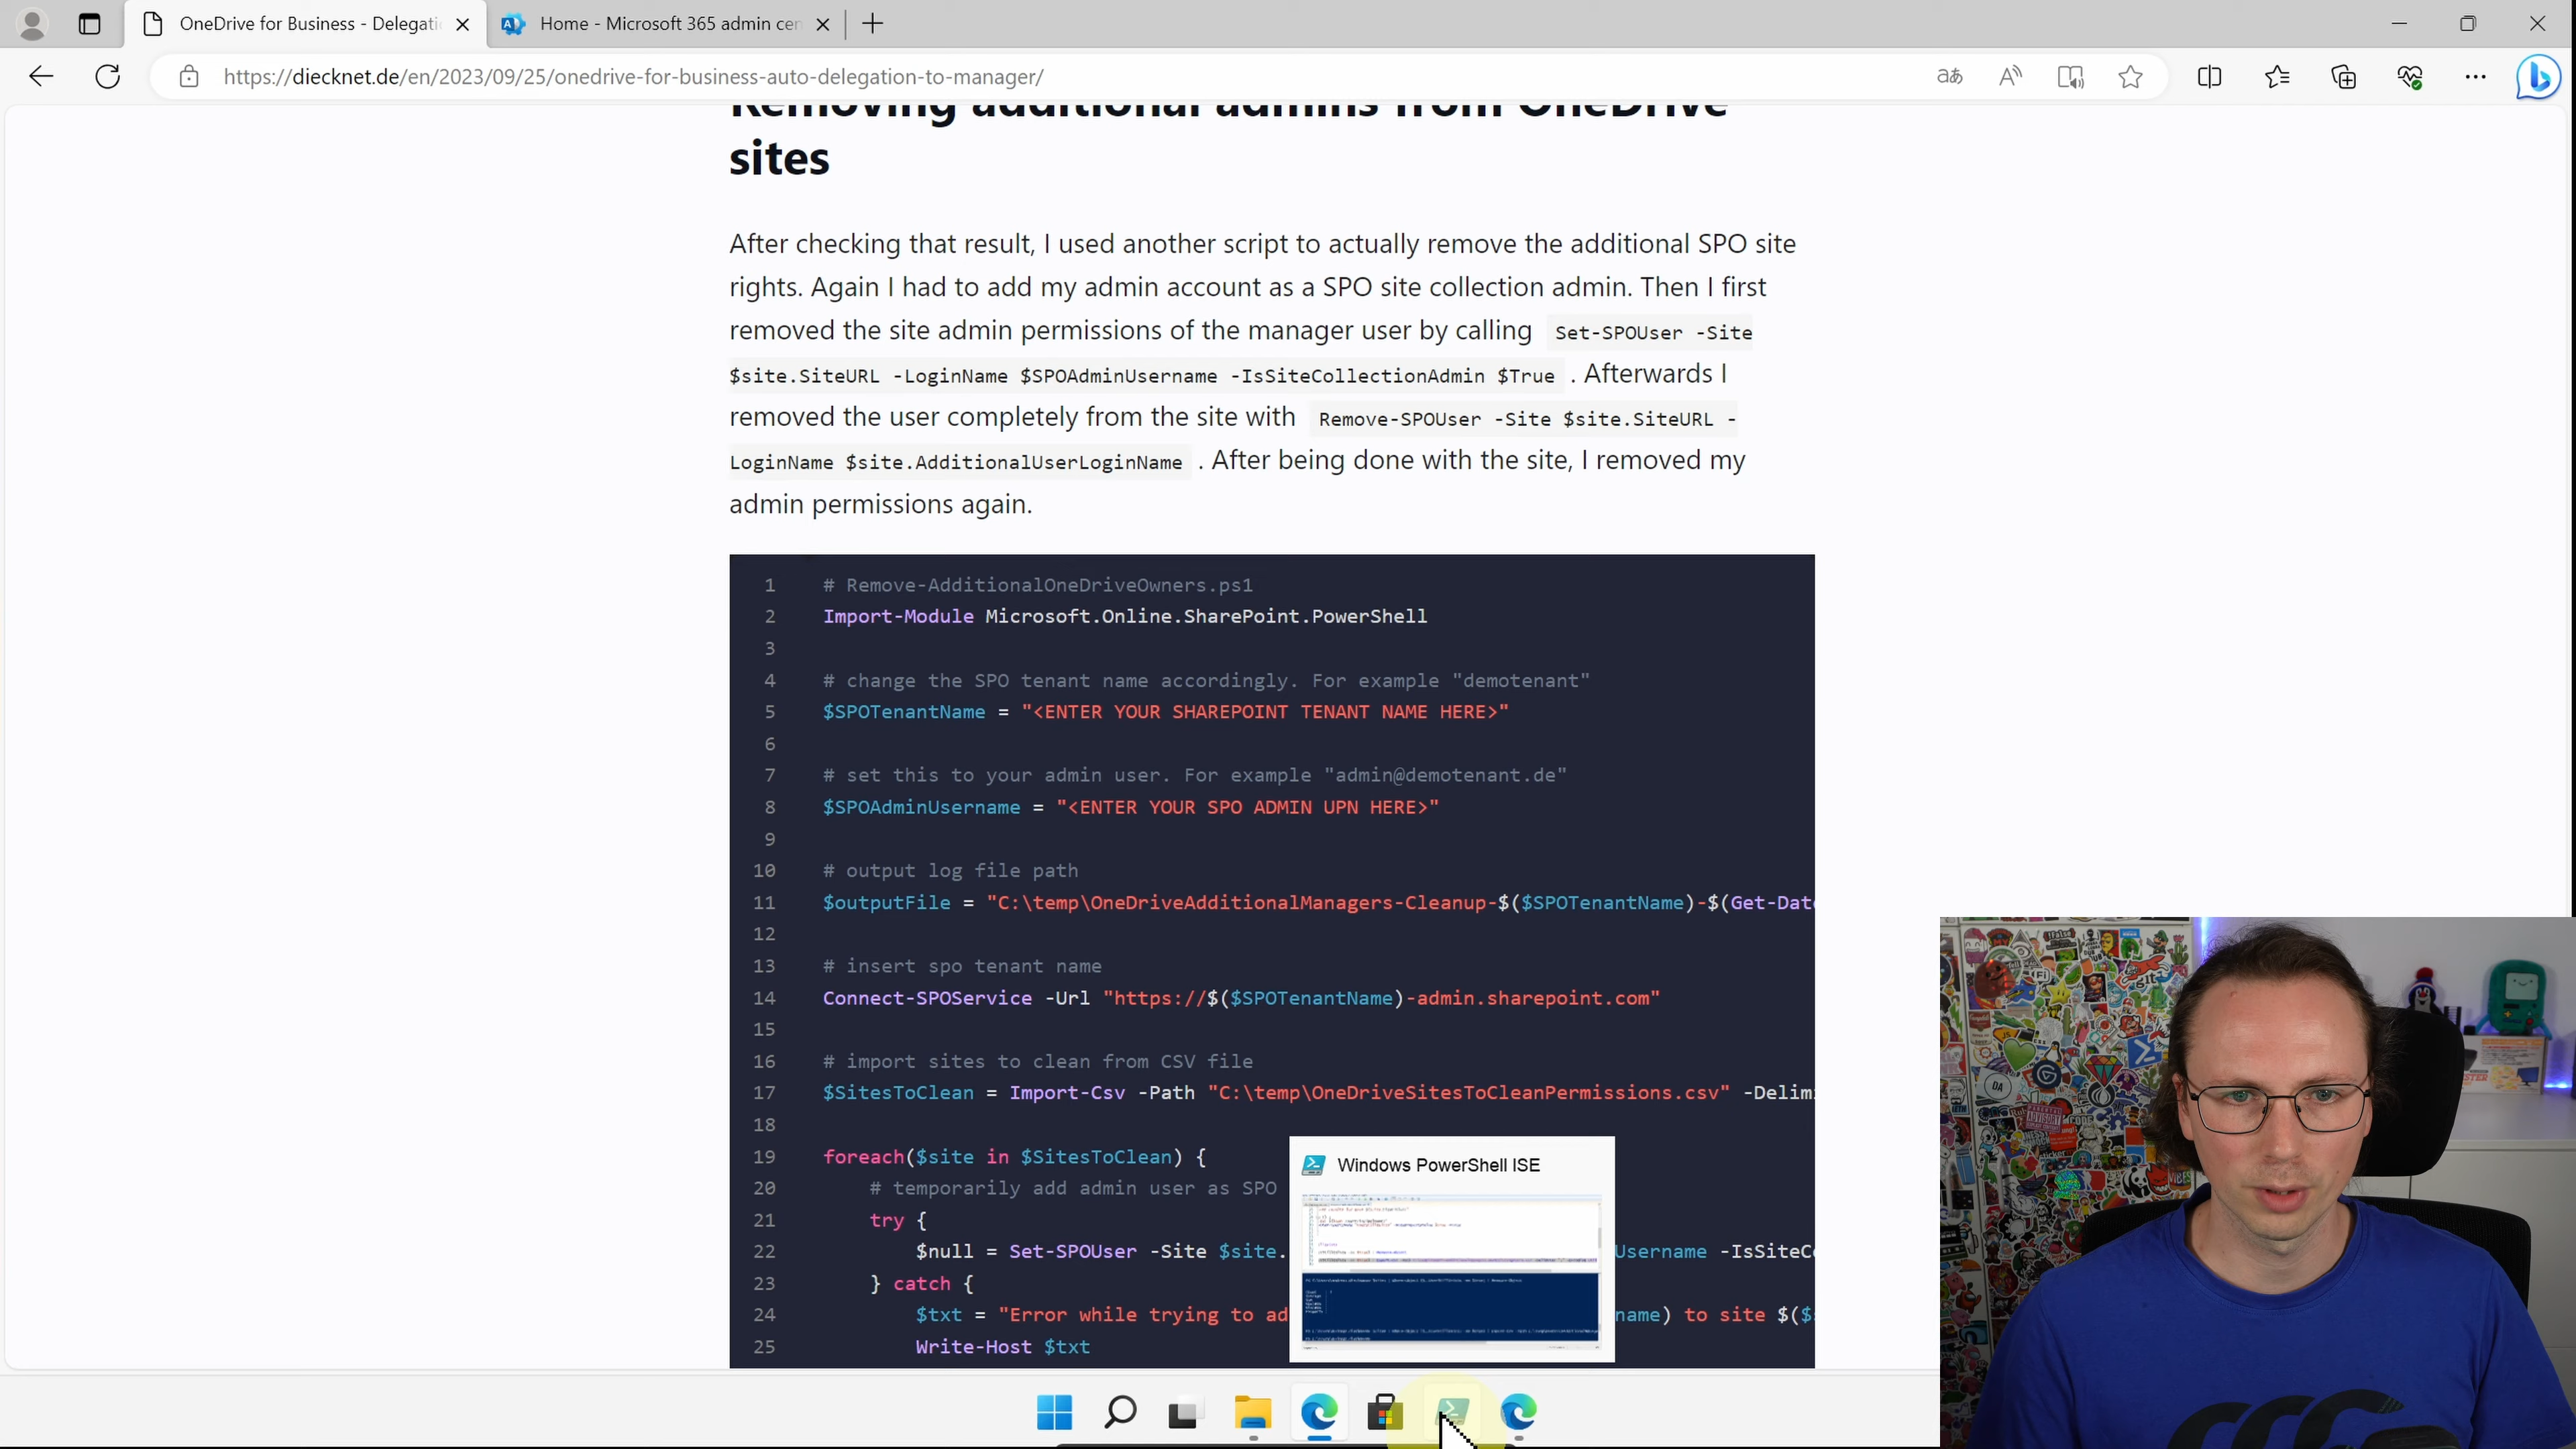 OneDrive for Business - Delegati
Home - Microsoft 365 admin cen
https://diecknet.de/en/2023/09/25/onedrive-for-business-auto-delegation-to-manager/
Removing additional admins from OneDrive
sites
After checking that result, I used another script to actually remove the additional SPO site
rights. Again I had to add my admin account as a SPO site collection admin. Then I first
removed the site admin permissions of the manager user by calling Set-SPOUser -Site
$site.SiteURL -LoginName $SPOAdminUsername -IsSiteCollectionAdmin $True . Afterwards I
removed the user completely from the site with Remove-SPOUser -Site $site.SiteURL -
LoginName $site.AdditionalUserLoginName . After being done with the site, I removed my
admin permissions again.
1 # Remove-AdditionalOneDriveOwners.ps1
2 Import-Module Microsoft.Online.SharePoint.PowerShell
3
4 # change the SPO tenant name accordingly. For example "demotenant"
5 $SPOTenantName = "<ENTER YOUR SHAREPOINT TENANT NAME HERE>"
6
7 # set this to your admin user. For example "admin@demotenant.de"
8 $SPOAdminUsername = "<ENTER YOUR SPO ADMIN UPN HERE>"
9
10 # output log file path
11 $outputFile = "C:\temp\OneDriveAdditionalManagers-Cleanup-$($SPOTenantName)-$(Get-Date
12
13 # insert spo tenant name
14 Connect-SPOService -Url "https://$($SPOTenantName)-admin.sharepoint.com"
15
16 # import sites to clean from CSV file
17 $SitesToClean = Import-Csv -Path "C:\temp\OneDriveSitesToCleanPermissions.csv" -Delim
18
19 foreach($site in $SitesToClean) {
20 # temporarily add admin user as SPO
21 try {
22 $null = Set-SPOUser -Site $site. Username -IsSiteC
23 } catch {
24 $txt = "Error while trying to ad name) to site $($
25 Write-Host $txt
Windows PowerShell ISE